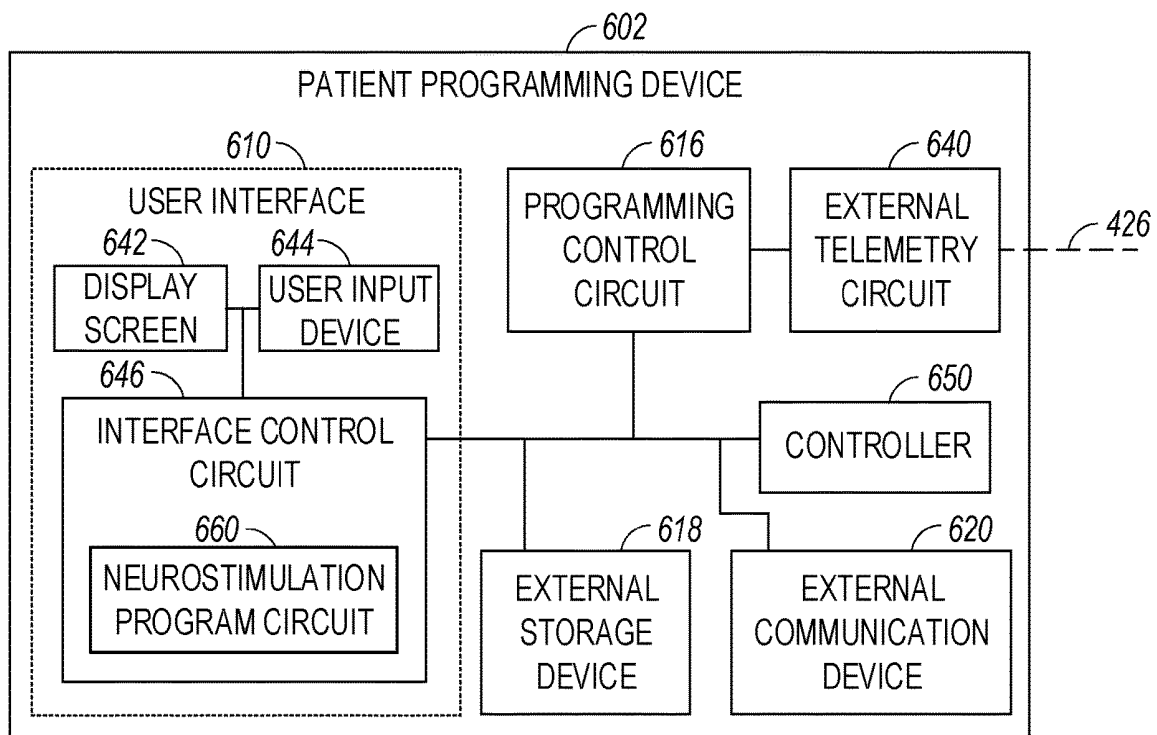 602
PATIENT PROGRAMMING DEVICE
610
USER INTERFACE
642
DISPLAY
SCREEN
644
USER INPUT
DEVICE
646
INTERFACE CONTROL
CIRCUIT
660
NEUROSTIMULATION
PROGRAM CIRCUIT
616
PROGRAMMING
CONTROL
CIRCUIT
640
EXTERNAL
TELEMETRY
CIRCUIT
426
650
CONTROLLER
618
EXTERNAL
STORAGE
DEVICE
620
EXTERNAL
COMMUNICATION
DEVICE